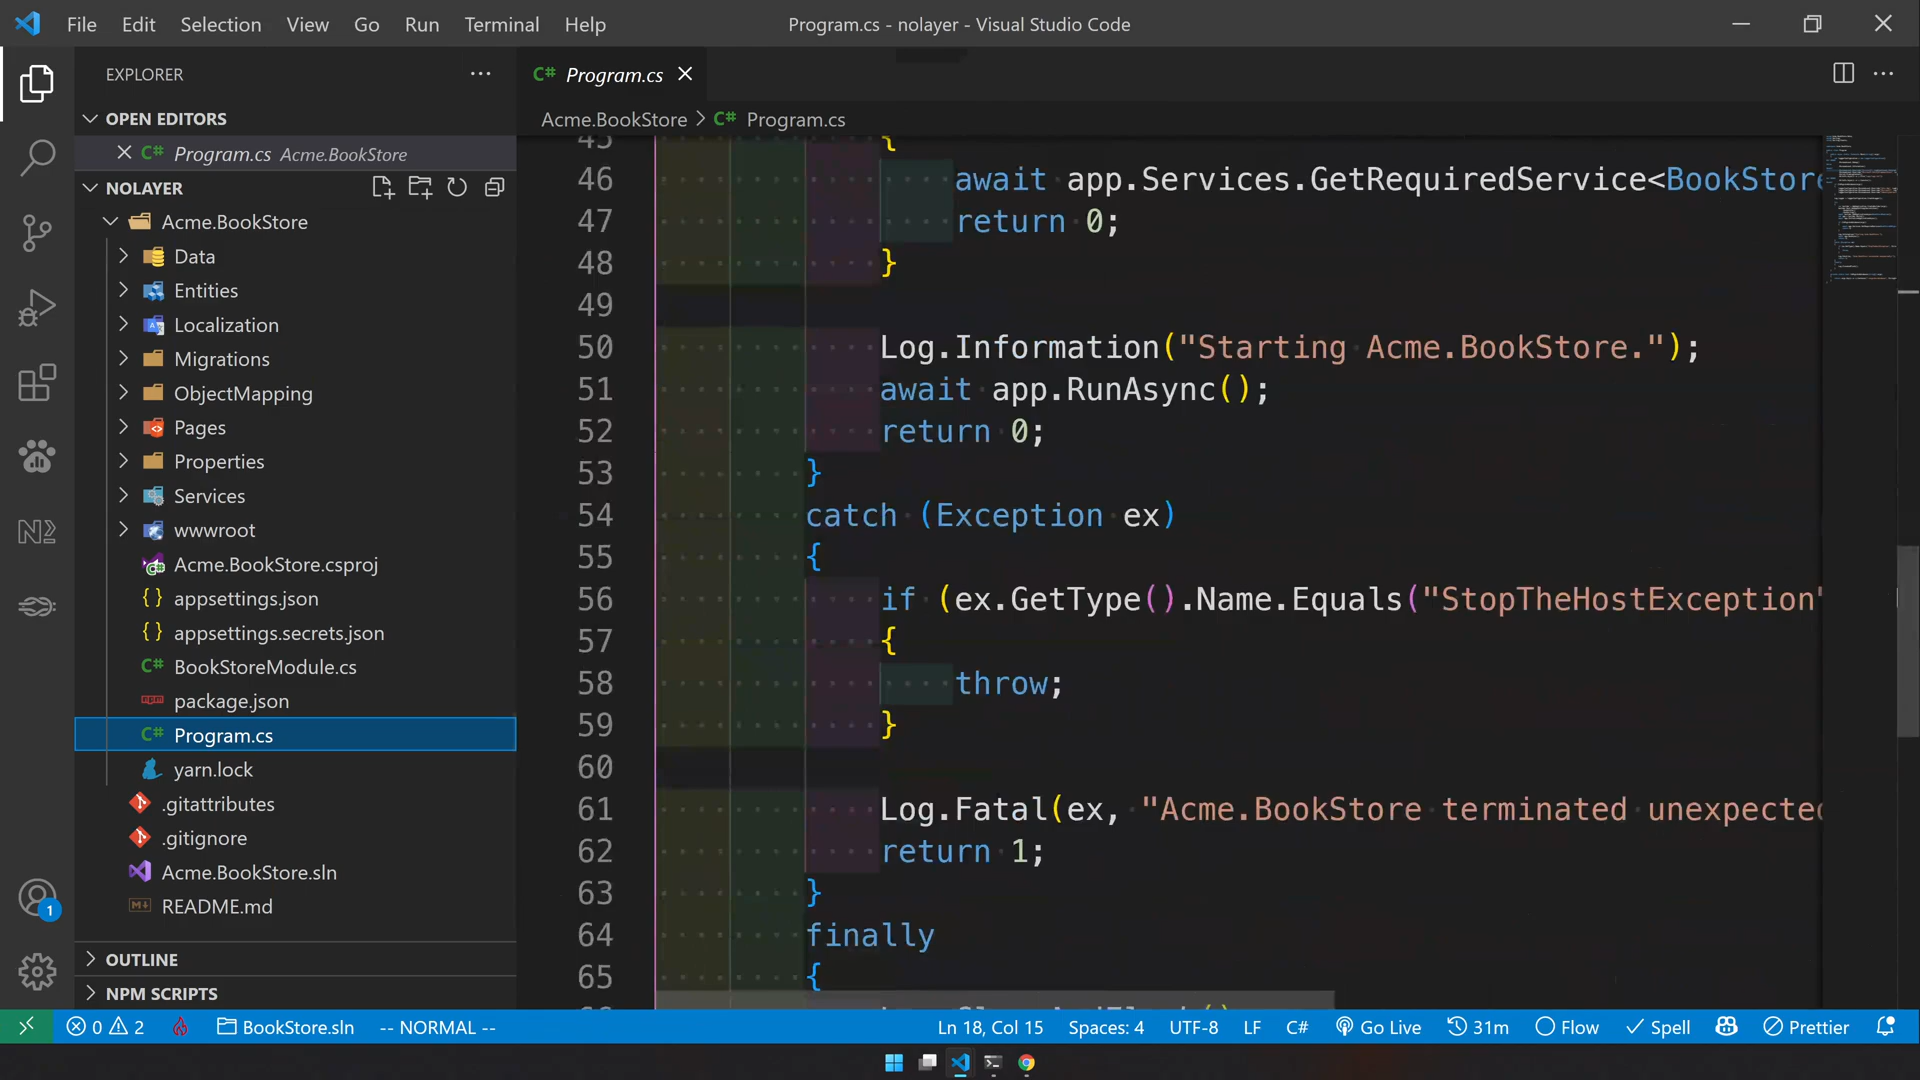 File Edit Selection View Go Run Terminal Help
Program.cs - nolayer - Visual Studio Code
EXPLORER
OPEN EDITORS
Program.cs Acme.BookStore
NOLAYER
Acme.BookStore
Data
Entities
Localization
Migrations
ObjectMapping
Pages
Properties
Services
wwwroot
Acme.BookStore.csproj
appsettings.json
appsettings.secrets.json
BookStoreModule.cs
package.json
Program.cs
yarn.lock
.gitattributes
.gitignore
Acme.BookStore.sln
README.md
OUTLINE
NPM SCRIPTS
Program.cs
Acme.BookStore > Program.cs
45 {
46 await app.Services.GetRequiredService<BookStore
47 return 0;
48 }
49
50 Log.Information("Starting Acme.BookStore.");
51 await app.RunAsync();
52 return 0;
53 }
54 catch (Exception ex)
55 {
56 if (ex.GetType().Name.Equals("StopTheHostException"
57 {
58 throw;
59 }
60
61 Log.Fatal(ex, "Acme.BookStore terminated unexpected
62 return 1;
63 }
64 finally
65 {
0 2 BookStore.sln -- NORMAL -- Ln 18, Col 15 Spaces: 4 UTF-8 LF C# Go Live 31m Flow Spell Prettier
1